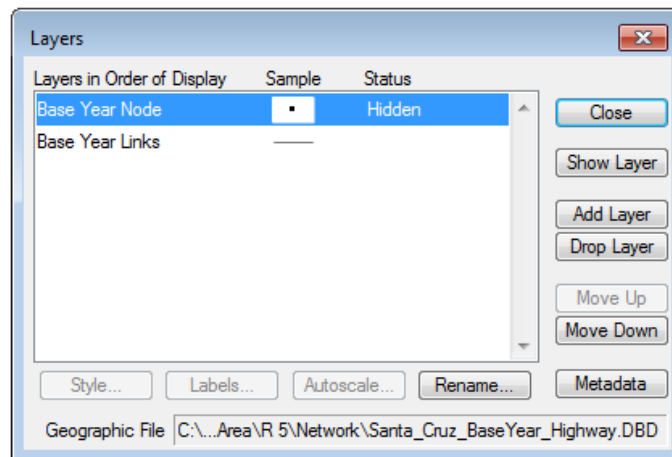 Layers
Layers in Order of Display Sample Status
Base Year Node Hidden
Base Year Links
Close
Show Layer
Add Layer
Drop Layer
Move Up
Move Down
Style... Labels... Autoscale... Rename... Metadata
Geographic File C:\...Area\R 5\Network\Santa_Cruz_BaseYear_Highway.DBD